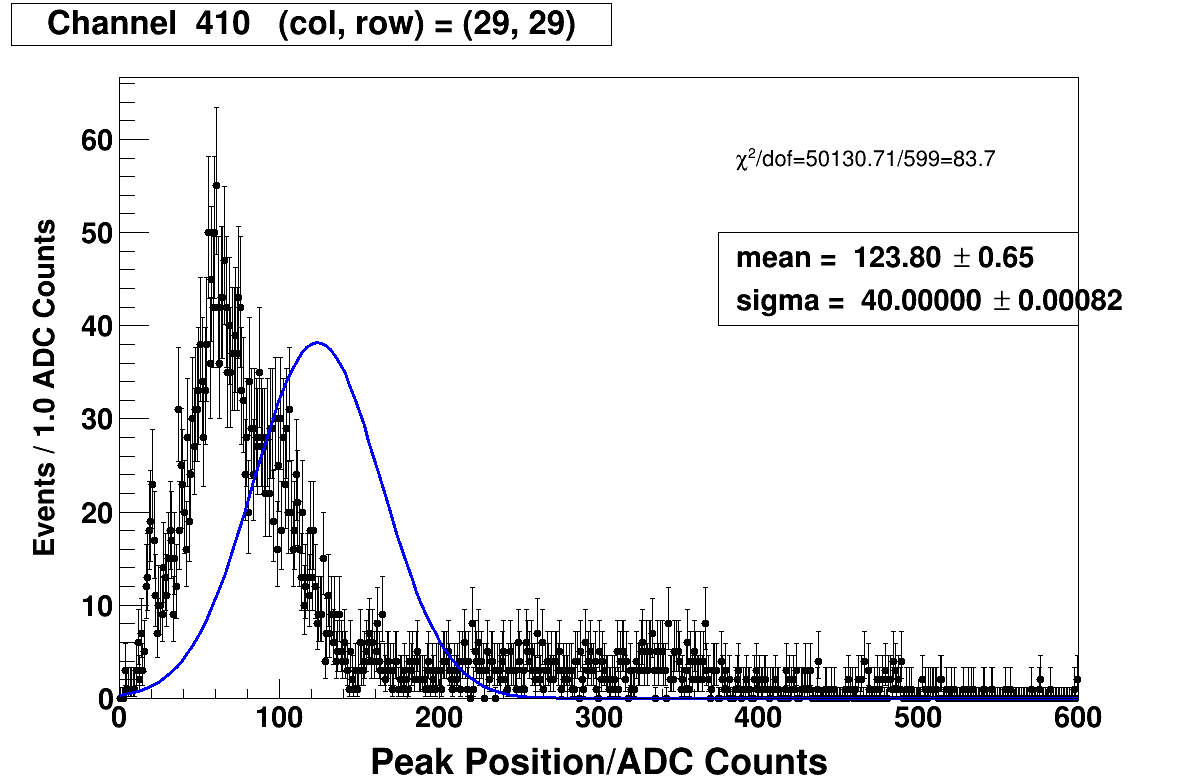 Channel 410 (col, row) = (29, 29)
χ²/dof=50130.71/599=83.7
mean = 123.80 ± 0.65
sigma = 40.00000 ± 0.00082
Events / 1.0 ADC Counts
60
50
40
30
20
10
0
0 100 200 300 400 500 600
Peak Position/ADC Counts